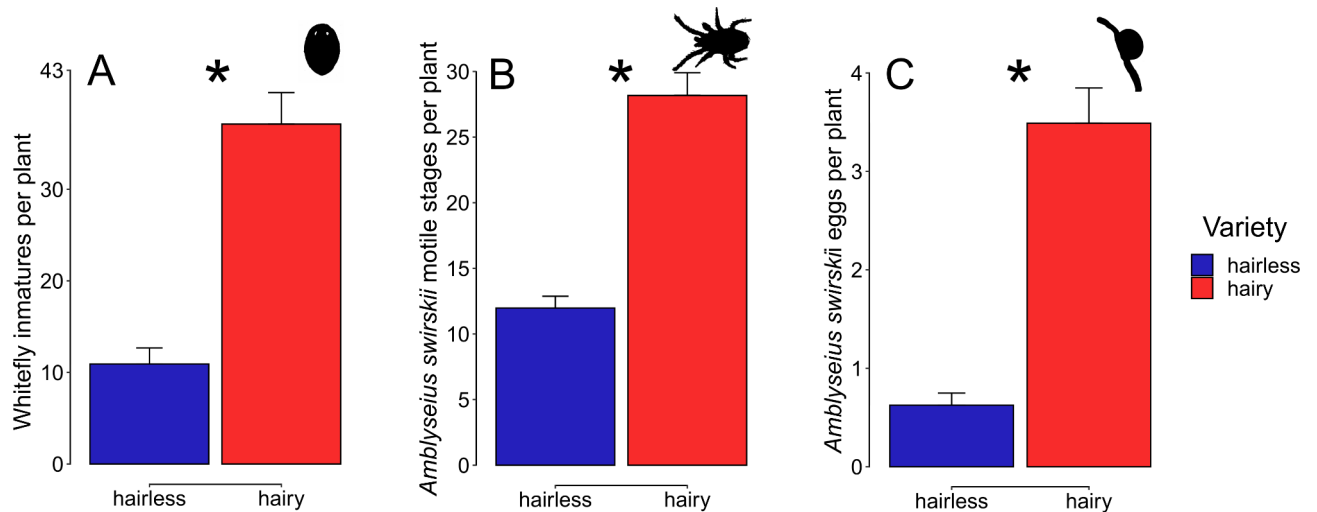 A
*
43
30
20
10
0
Whitefly inmatures per plant
hairless
hairy
B
*
30
25
20
15
10
5
0
Amblyseius swirskii motile stages per plant
hairless
hairy
C
*
4
3
2
1
0
Amblyseius swirskii eggs per plant
hairless
hairy
Variety
hairless
hairy